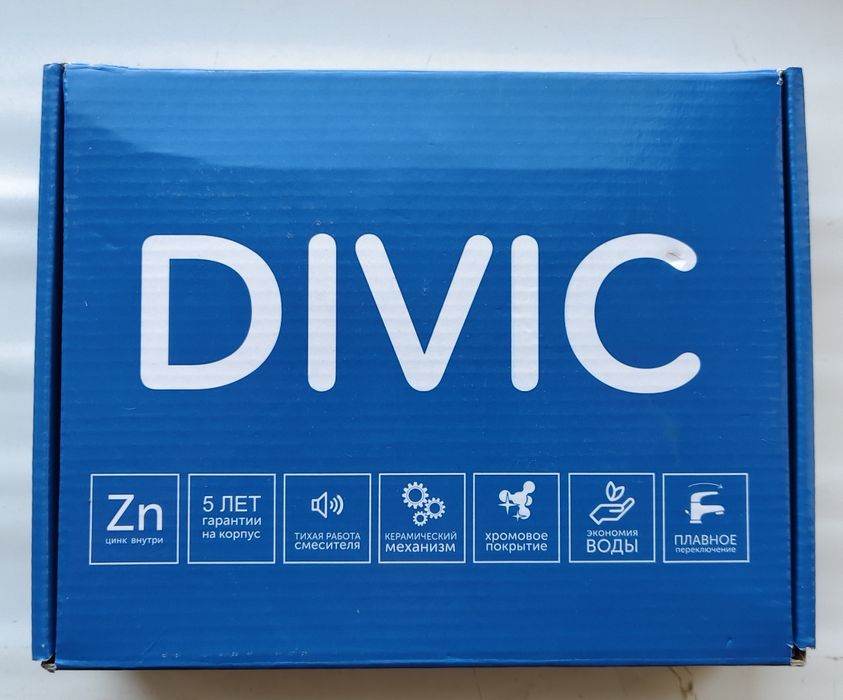 DIVIC
Zn
цинк внутри
5 ЛЕТ
гарантии
на корпус
ТИХАЯ РАБОТА
смесителя
КЕРАМИЧЕСКИЙ
механизм
хромовое
покрытие
экономия
ВОДЫ
ПЛАВНОЕ
переключение